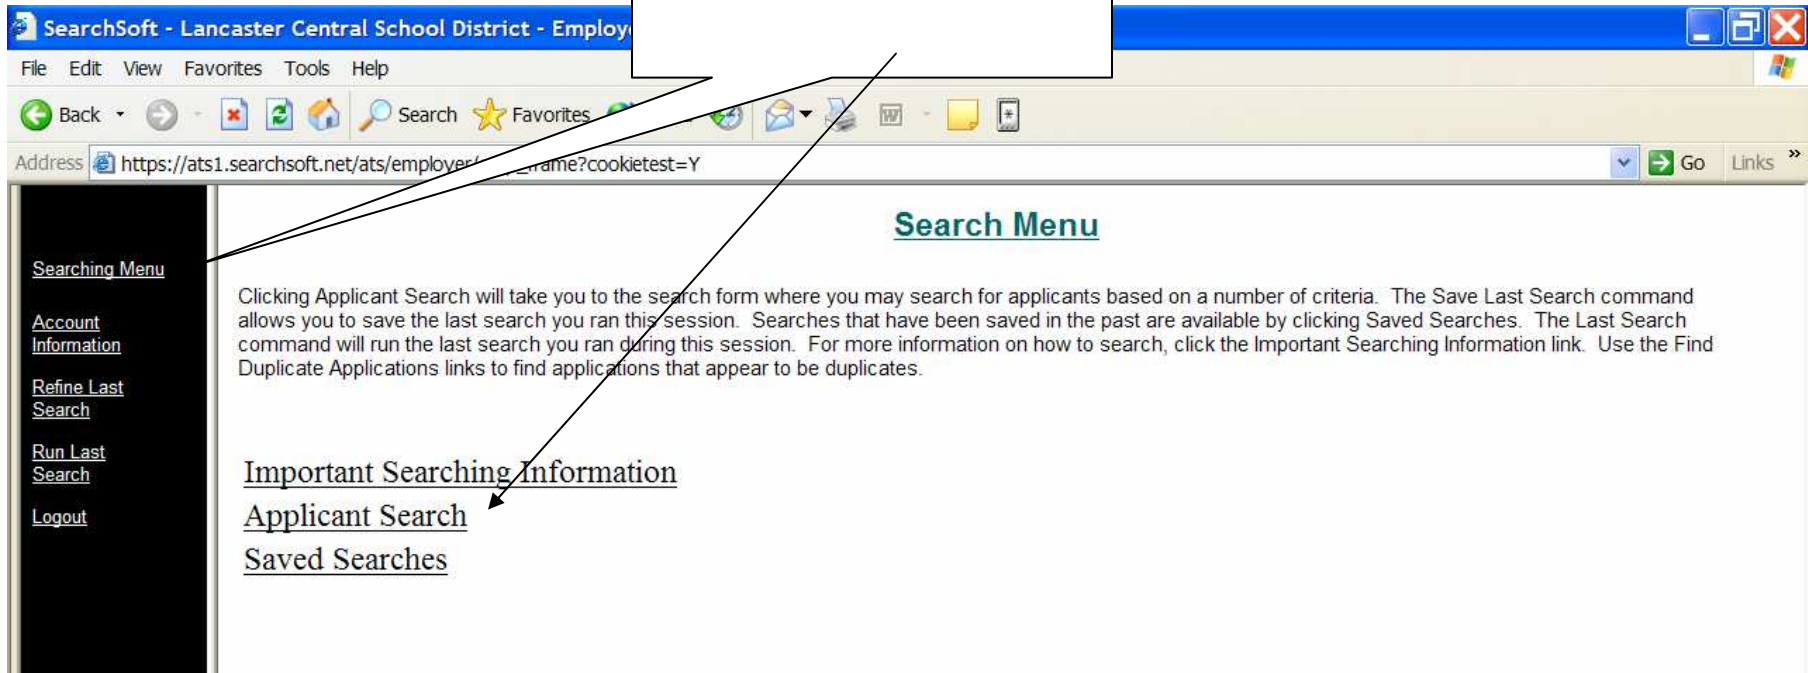 SearchSoft - Lancaster Central School District -
File Edit View Favorites Tools Help
Back Search Favorites
Address https://ats1.searchsoft.net/ats/employer/ frame?cookietest=Y Go Links »
Search Menu
Searching Menu
Account
Information
Refine Last
Search
Run Last
Search
Logout
Clicking Applicant Search will take you to the search form where you may search for applicants based on a number of criteria. The Save Last Search command
allows you to save the last search you ran this session. Searches that have been saved in the past are available by clicking Saved Searches. The Last Search
command will run the last search you ran during this session. For more information on how to search, click the Important Searching Information link. Use the Find
Duplicate Applications links to find applications that appear to be duplicates.
Important Searching Information
Applicant Search
Saved Searches